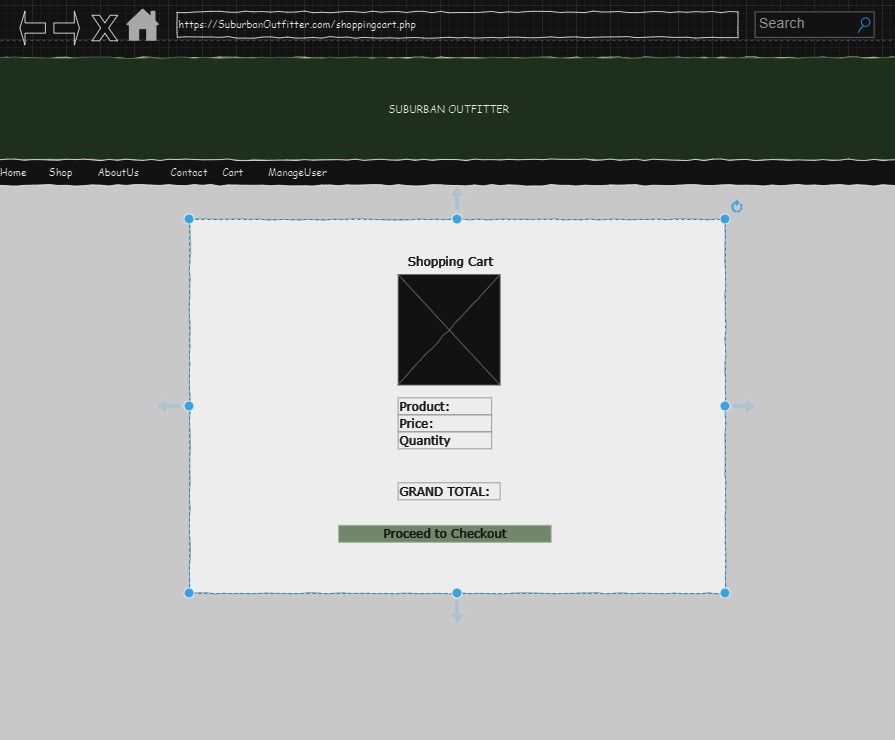 https://SuburbanOutfitter.com/shoppingcart.php
Search
SUBURBAN OUTFITTER
Home Shop AboutUs Contact Cart ManageUser
Shopping Cart
Product:
Price:
Quantity
GRAND TOTAL:
Proceed to Checkout